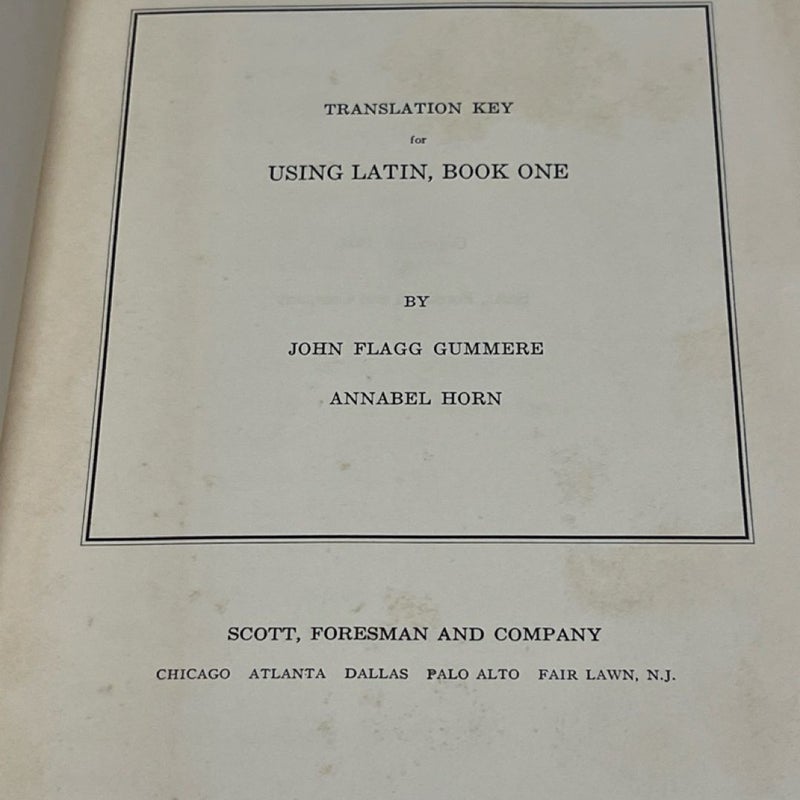 TRANSLATION KEY
for
USING LATIN, BOOK ONE
BY
JOHN FLAGG GUMMERE
ANNABEL HORN
SCOTT, FORESMAN AND COMPANY
CHICAGO ATLANTA DALLAS PALO ALTO FAIR LAWN, N.J.